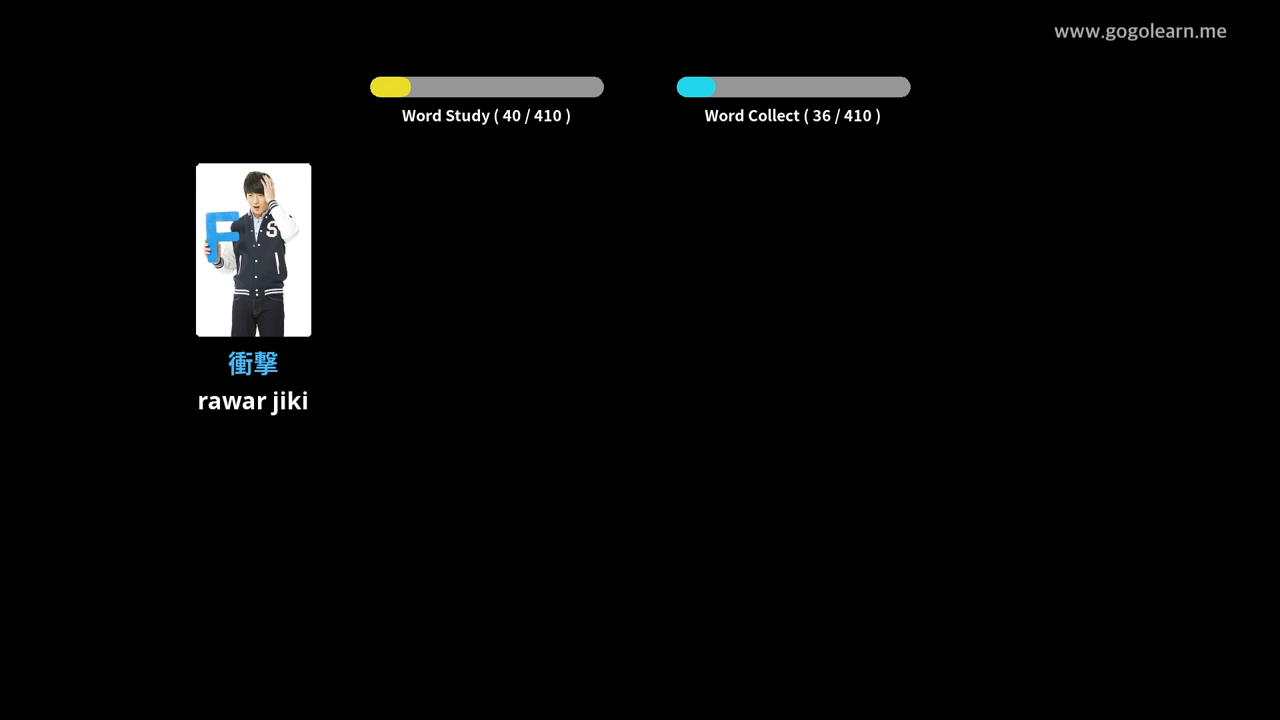 www.gogolearn.me
Word Study ( 40 / 410 )
Word Collect ( 36 / 410 )
F
S
衝撃
rawar jiki